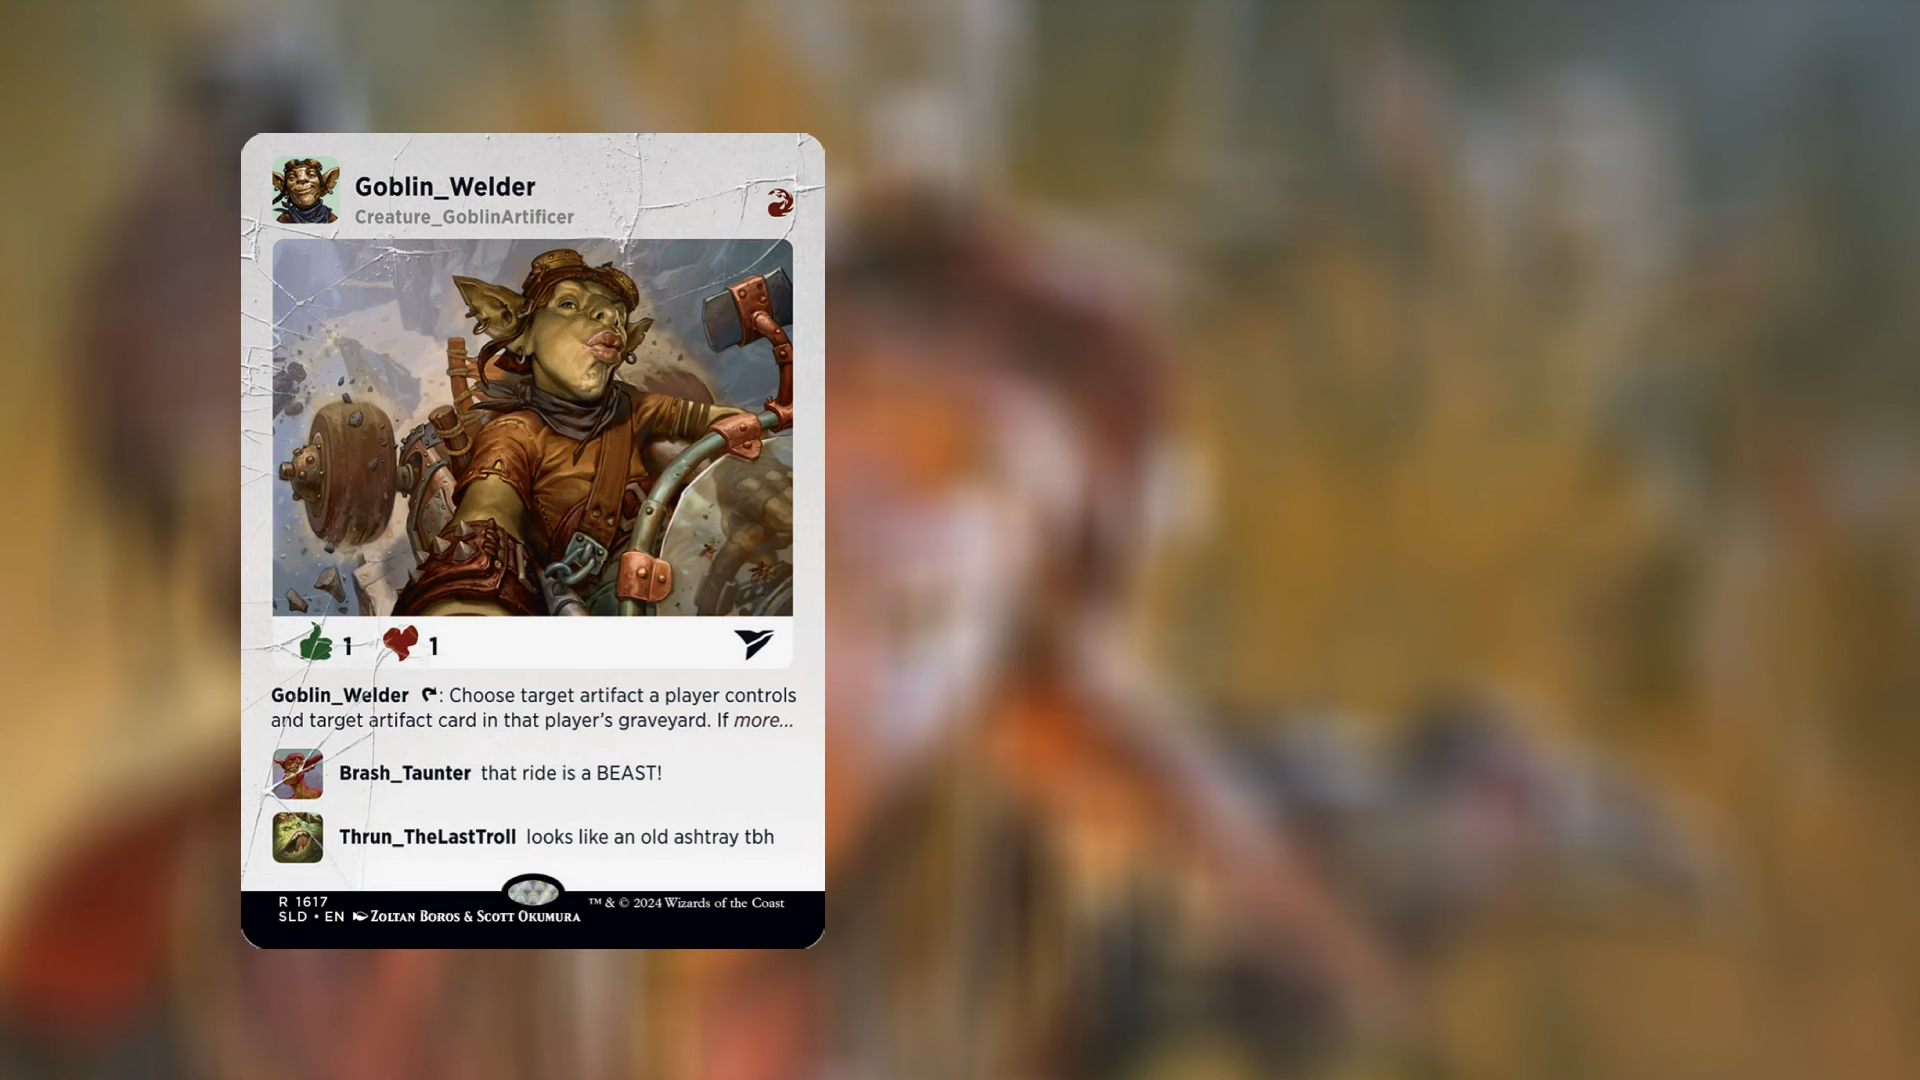 Goblin_Welder
Creature_GoblinArtificer
1 1
Goblin_Welder : Choose target artifact a player controls
and target artifact card in that player's graveyard. If more...
Brash_Taunter that ride is a BEAST!
Thrun_TheLastTroll looks like an old ashtray tbh
R 1617
SLD • EN Zoltan Boros & Scott Okumura
™ & © 2024 Wizards of the Coast